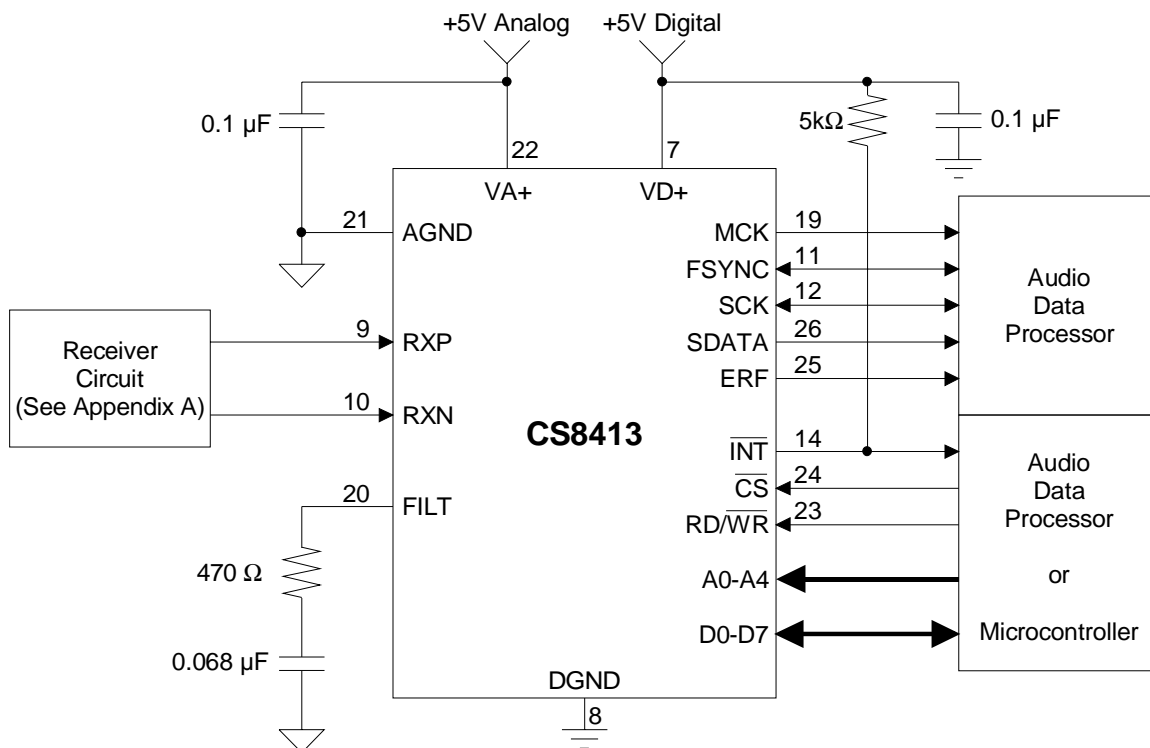 +5V Analog
+5V Digital
0.1 µF
5kΩ
0.1 µF
22
7
VA+
VD+
21
AGND
MCK
19
FSYNC
11
SCK
12
SDATA
26
ERF
25
Audio
Data
Processor
Receiver
Circuit
(See Appendix A)
9
RXP
10
RXN
CS8413
INT
14
CS
24
RD/WR
23
A0-A4
D0-D7
Audio
Data
Processor
or
Microcontroller
20
FILT
470 Ω
0.068 µF
DGND
8